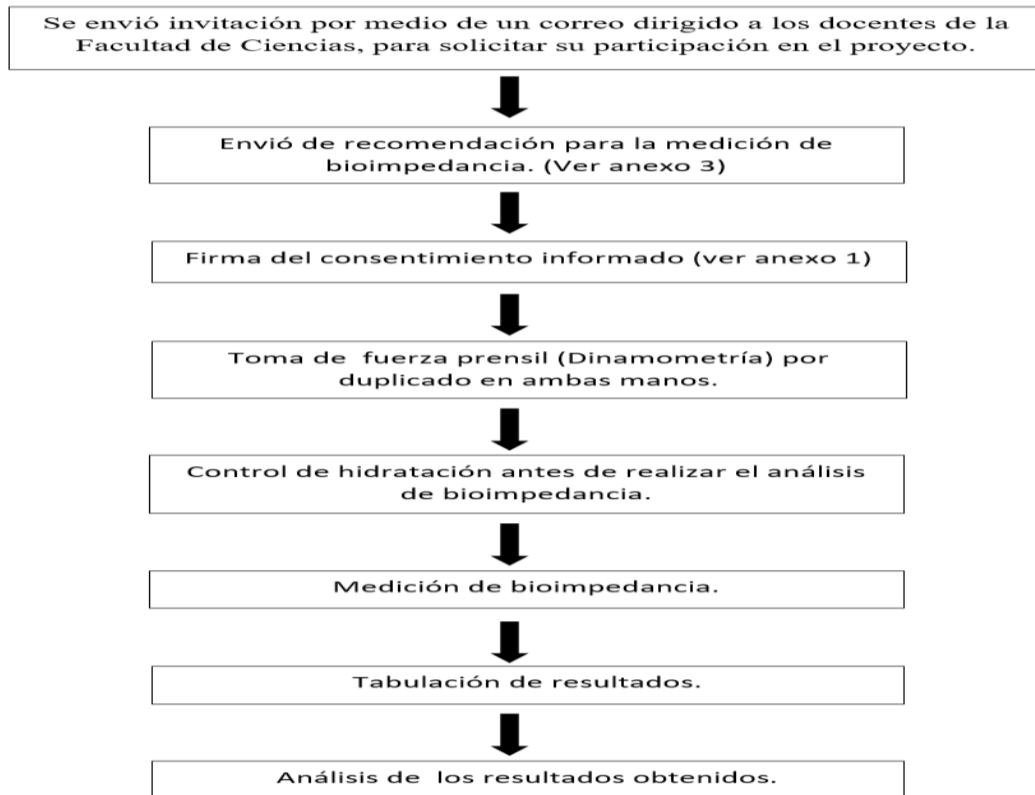 Se envió invitación por medio de un correo dirigido a los docentes de la
Facultad de Ciencias, para solicitar su participación en el proyecto.
Envió de recomendación para la medición de
bioimpedancia. (Ver anexo 3)
Firma del consentimiento informado (ver anexo 1)
Toma de fuerza prensil (Dinamometría) por
duplicado en ambas manos.
Control de hidratación antes de realizar el análisis
de bioimpedancia.
Medición de bioimpedancia.
Tabulación de resultados.
Análisis de los resultados obtenidos.